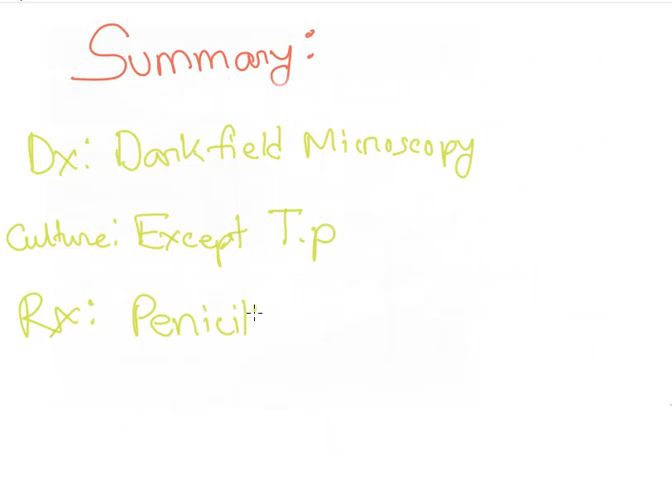 Summary:
Dx: Darkfield Microscopy
Culture: Except T.p
Rx: Penicil